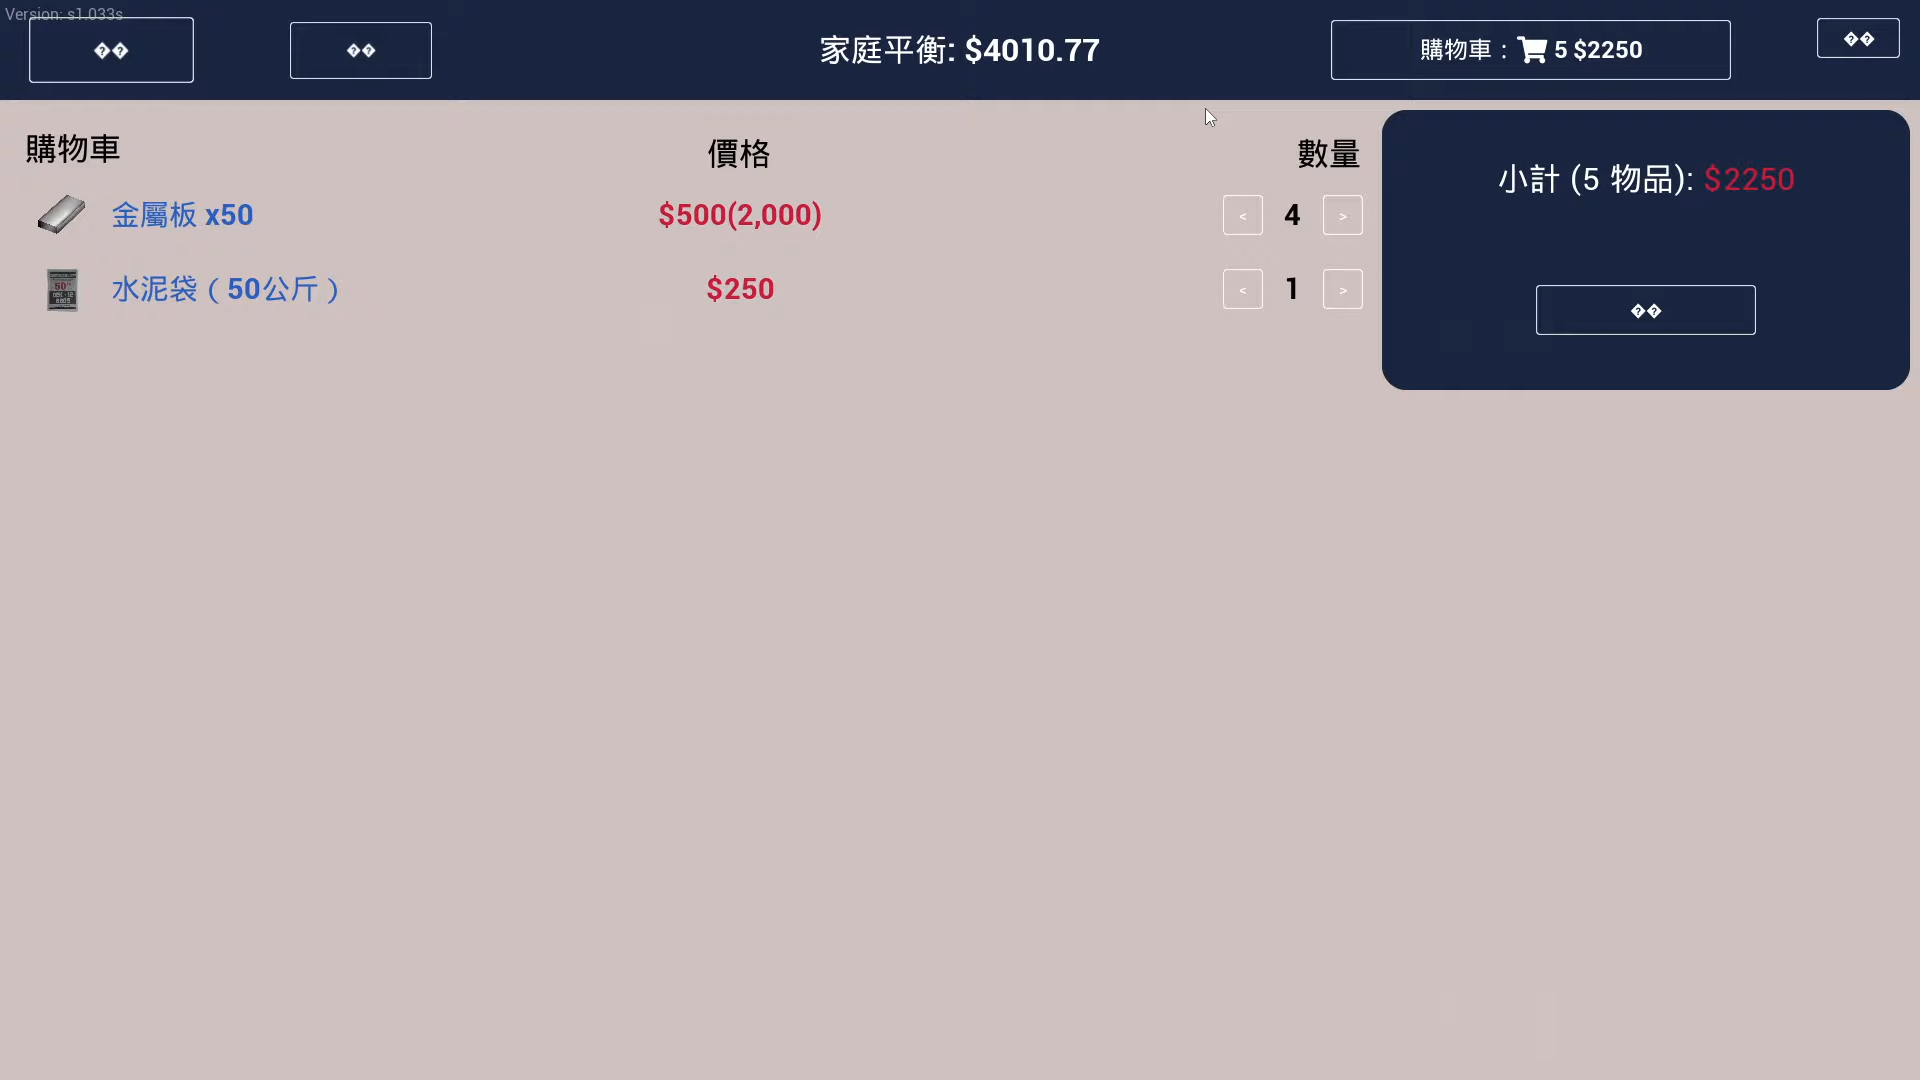 Version: s1.033s
�� �� 家庭平衡: $4010.77 購物車： 5 $2250 ��
購物車 價格 數量
小計 (5 物品): $2250
金屬板 x50 $500(2,000) < 4 >
水泥袋（50公斤） $250 < 1 >
��